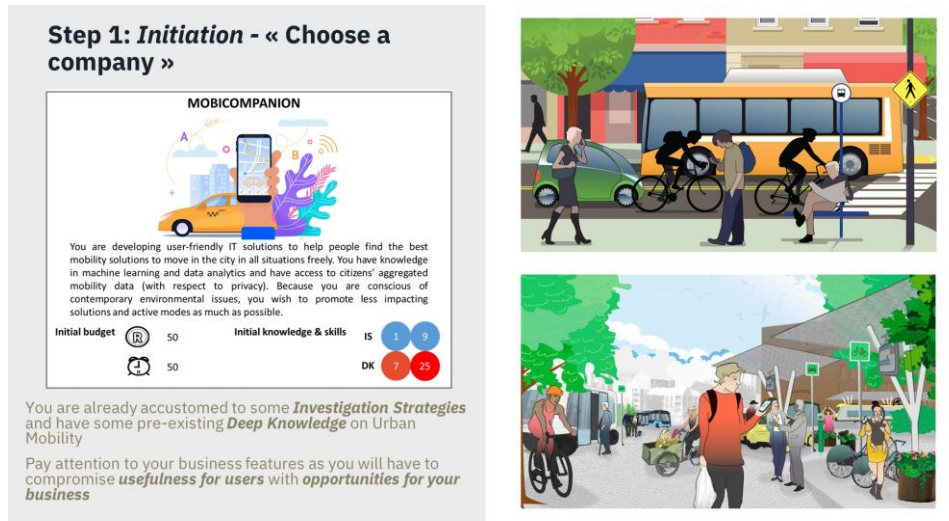 Step 1: Initiation - « Choose a
company »
MOBICOMPANION
A
B
You are developing user-friendly IT solutions to help people find the best
mobility solutions to move in the city in all situations freely. You have knowledge
in machine learning and data analytics and have access to citizens’ aggregated
mobility data (with respect to privacy). Because you are conscious of
contemporary environmental issues, you wish to promote less impacting
solutions and active modes as much as possible.
Initial budget R 50 Initial knowledge & skills IS 1 9
50 DK 7 25
You are already accustomed to some Investigation Strategies
and have some pre-existing Deep Knowledge on Urban
Mobility
Pay attention to your business features as you will have to
compromise usefulness for users with opportunities for your
business